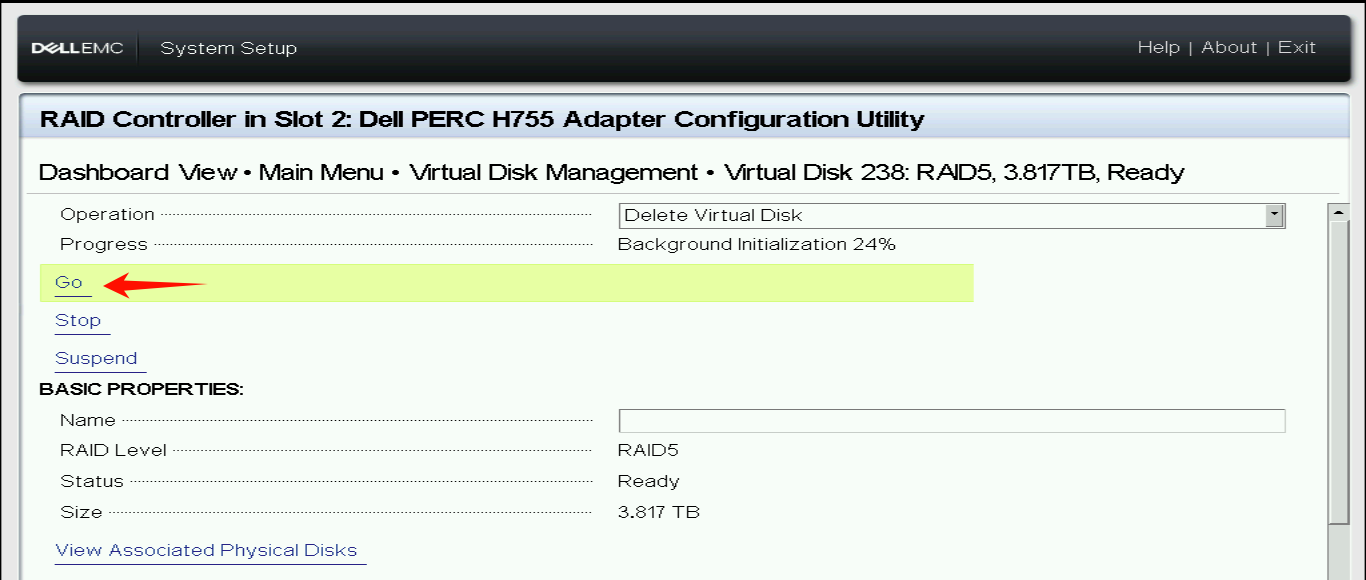 DELLEMC System Setup Help | About | Exit
RAID Controller in Slot 2: Dell PERC H755 Adapter Configuration Utility
Dashboard View • Main Menu • Virtual Disk Management • Virtual Disk 238: RAID5, 3.817TB, Ready
Operation Delete Virtual Disk
Progress Background Initialization 24%
Go
Stop
Suspend
BASIC PROPERTIES:
Name
RAID Level RAID5
Status Ready
Size 3.817 TB
View Associated Physical Disks